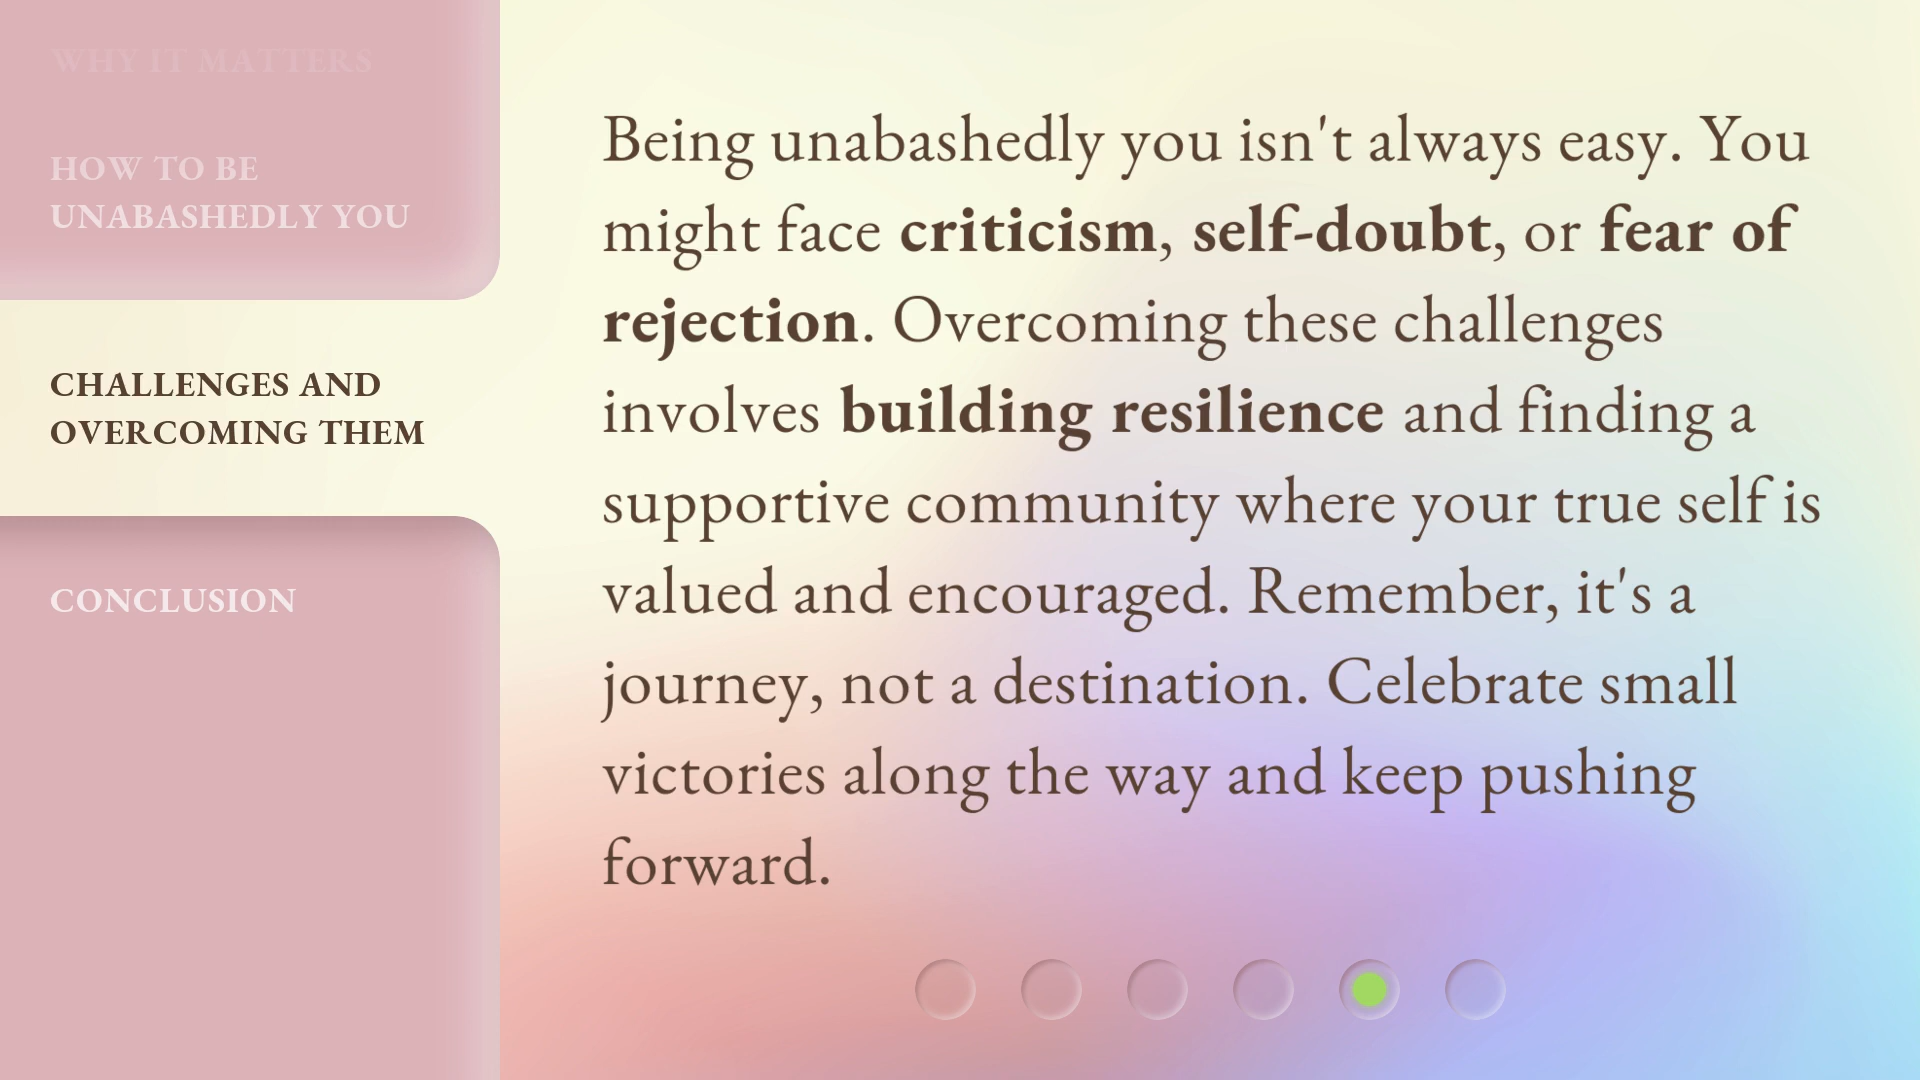 WHY IT MATTERS
HOW TO BE
UNABASHEDLY YOU
CHALLENGES AND
OVERCOMING THEM
CONCLUSION
Being unabashedly you isn't always easy. You
might face criticism, self-doubt, or fear of
rejection. Overcoming these challenges
involves building resilience and finding a
supportive community where your true self is
valued and encouraged. Remember, it's a
journey, not a destination. Celebrate small
victories along the way and keep pushing
forward.